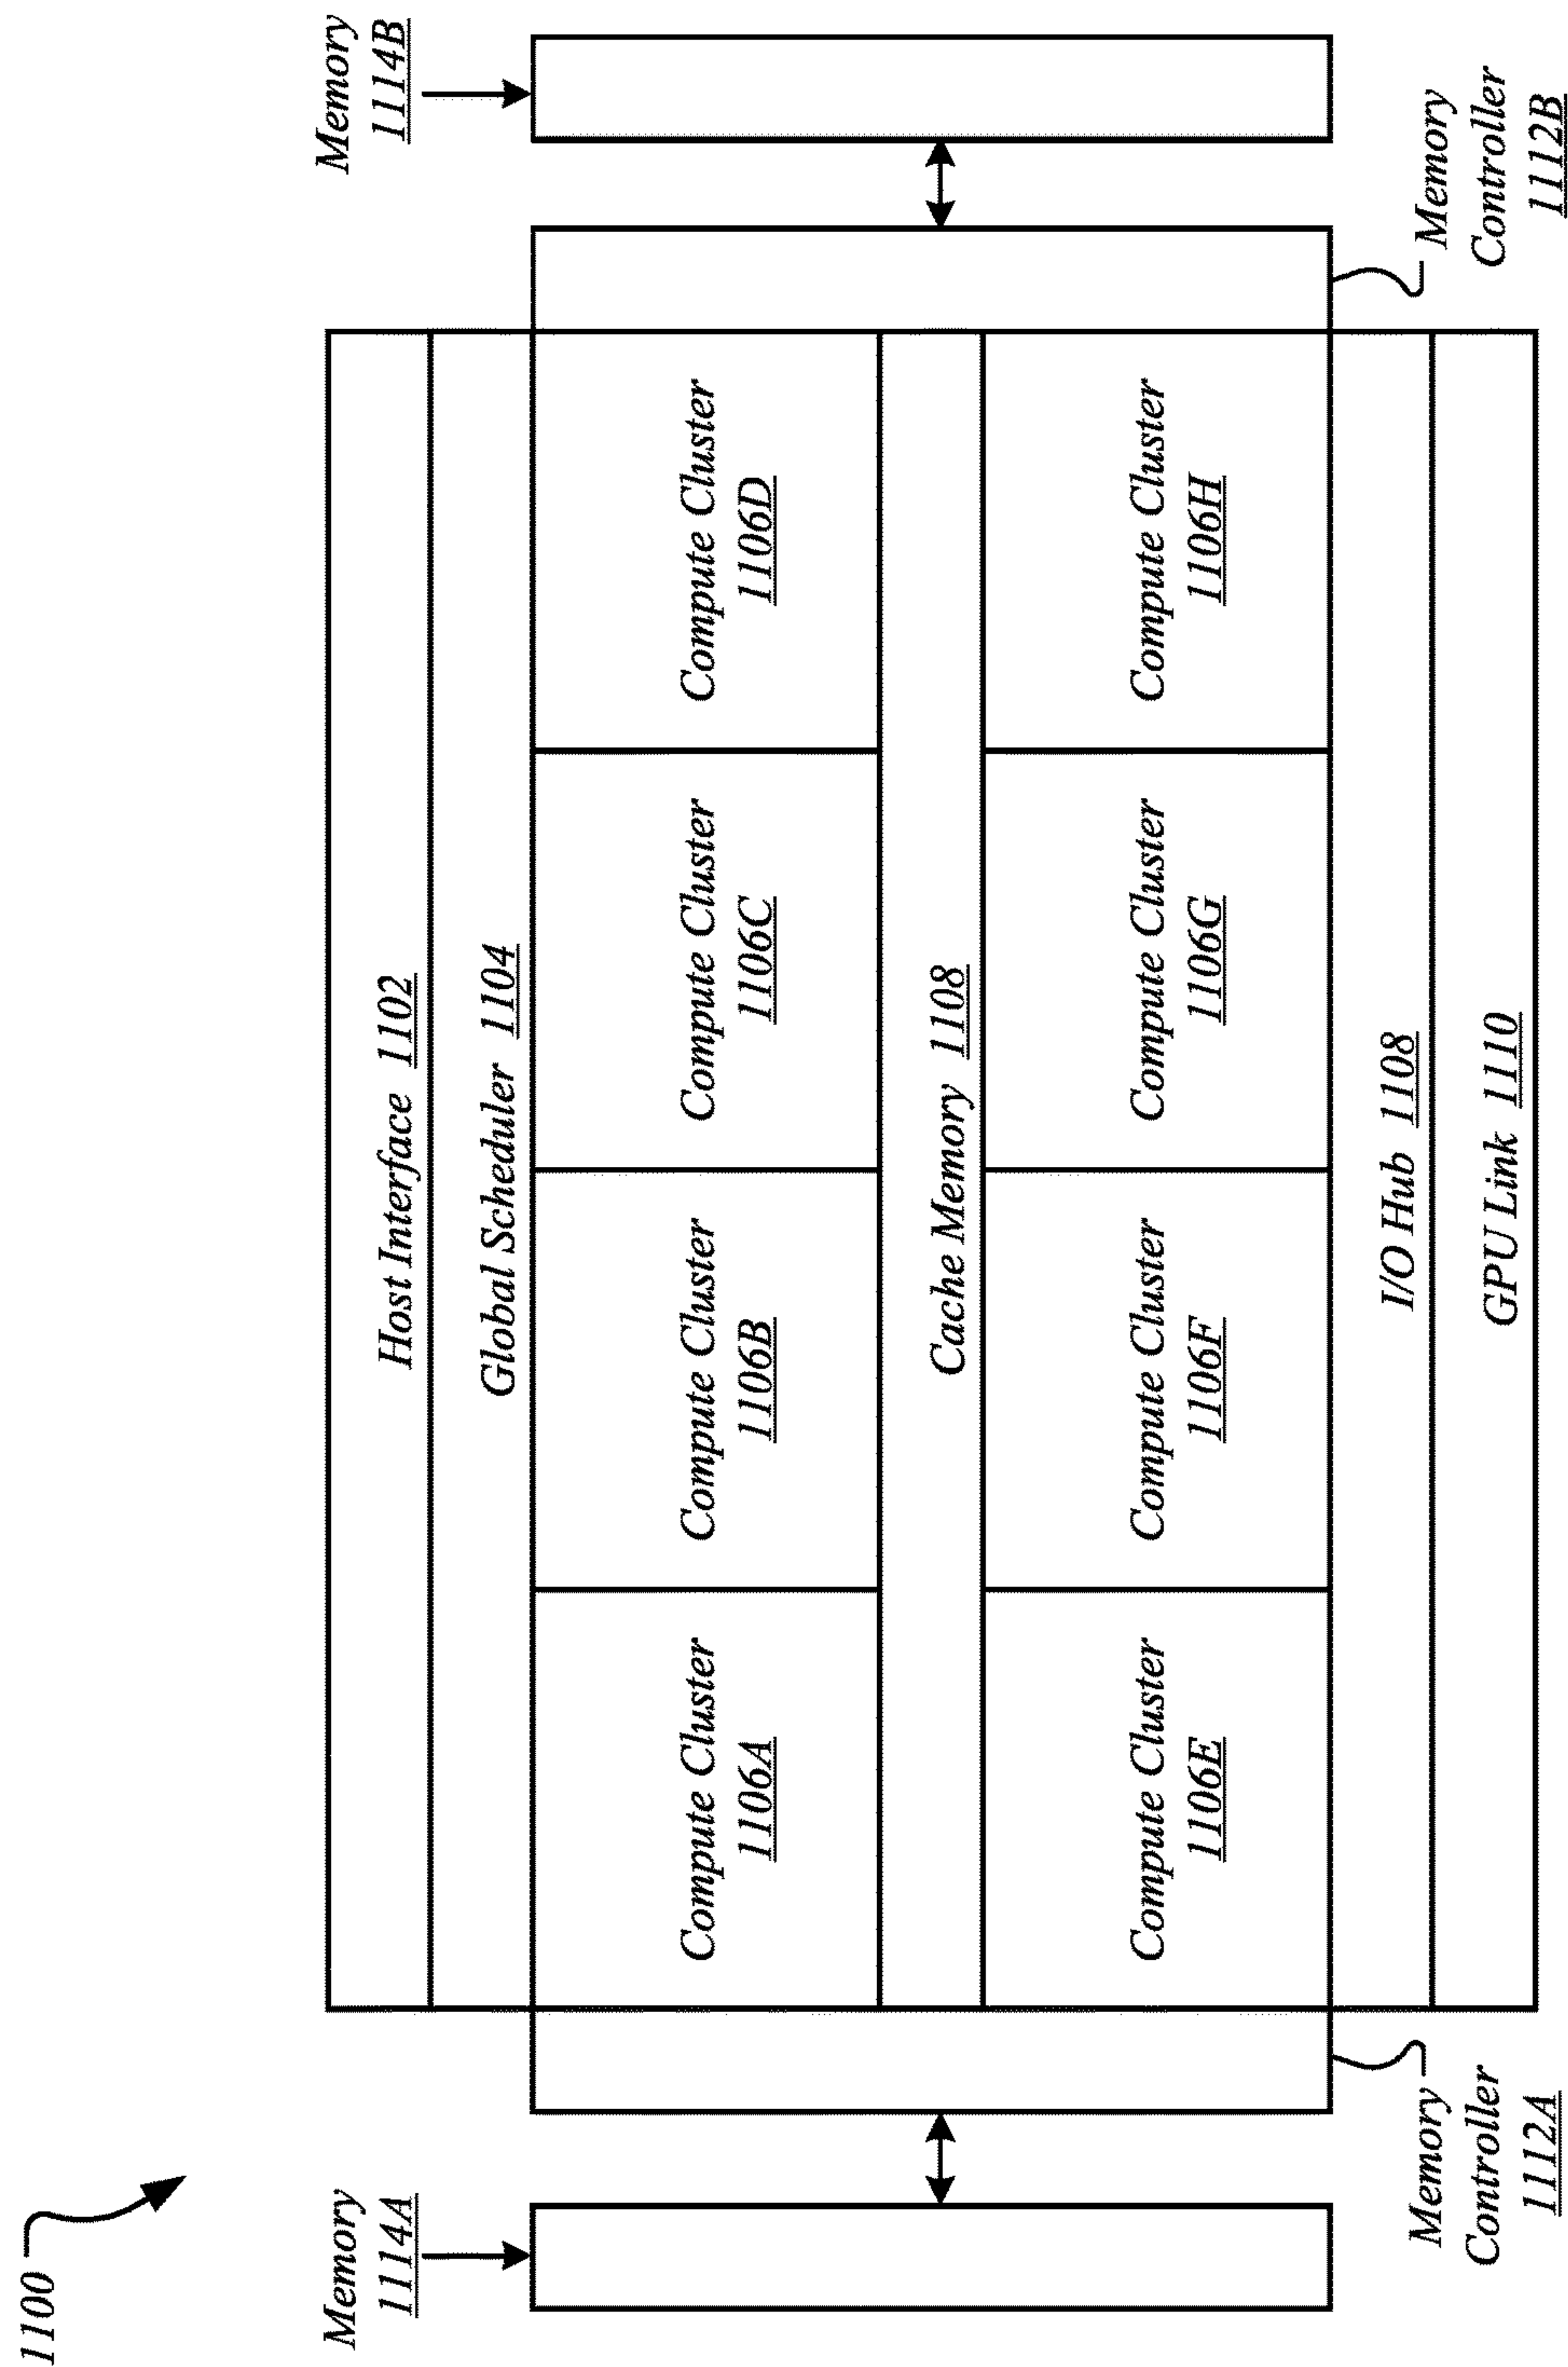 1100
Memory
1114A
Memory
1114B
Host Interface 1102
Global Scheduler 1104
Compute Cluster
1106A
Compute Cluster
1106B
Compute Cluster
1106C
Compute Cluster
1106D
Cache Memory 1108
Compute Cluster
1106E
Compute Cluster
1106F
Compute Cluster
1106G
Compute Cluster
1106H
I/O Hub 1108
GPU Link 1110
Memory
Controller
1112A
Memory
Controller
1112B